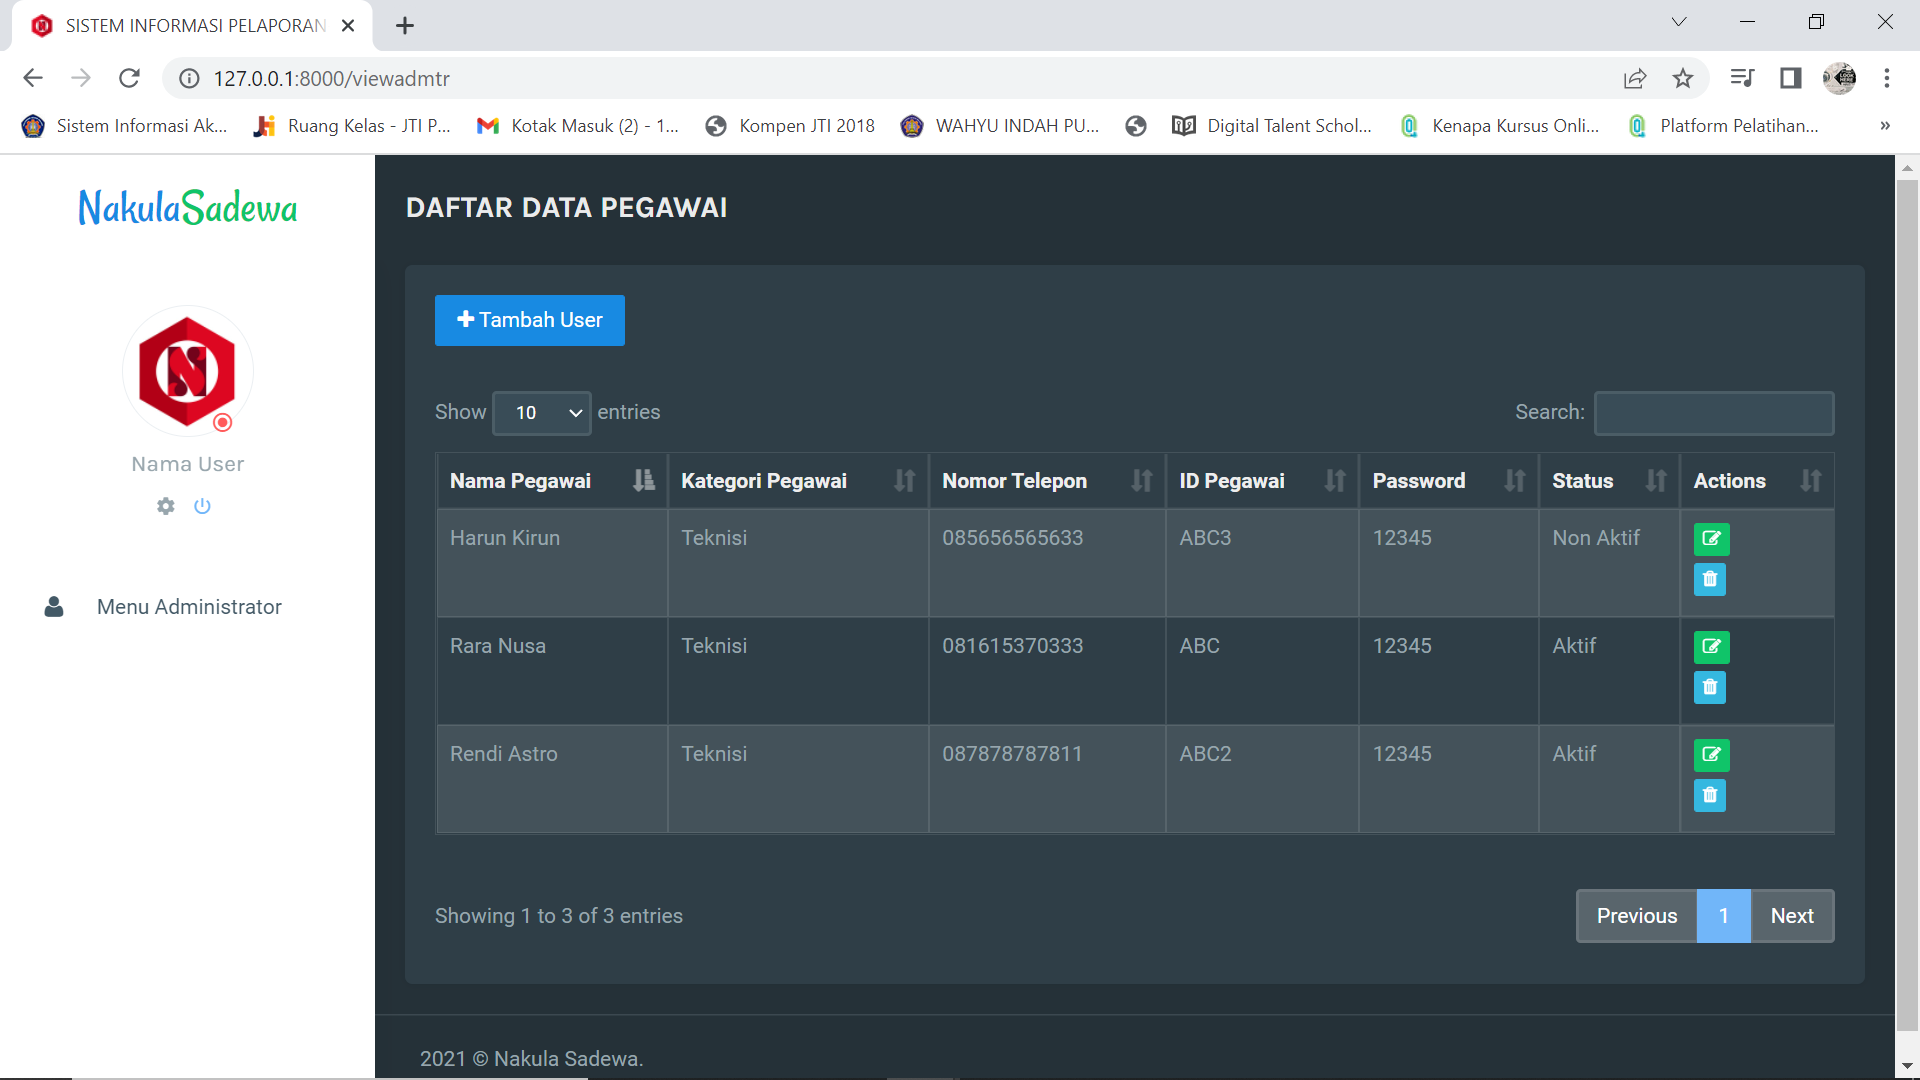 SISTEM INFORMASI PELAPORAN
127.0.0.1:8000/viewadmtr
Sistem Informasi Ak... Ruang Kelas - JTI P... Kotak Masuk (2) - 1... Kompen JTI 2018 WAHYU INDAH PU... Digital Talent Schol... Kenapa Kursus Onli... Platform Pelatihan... »
NakulaSadewa
Nama User
Menu Administrator
DAFTAR DATA PEGAWAI
Tambah User
Show 10 entries Search:
Nama Pegawai Kategori Pegawai Nomor Telepon ID Pegawai Password Status Actions
Harun Kirun Teknisi 085656565633 ABC3 12345 Non Aktif
Rara Nusa Teknisi 081615370333 ABC 12345 Aktif
Rendi Astro Teknisi 087878787811 ABC2 12345 Aktif
Showing 1 to 3 of 3 entries Previous 1 Next
2021 © Nakula Sadewa.